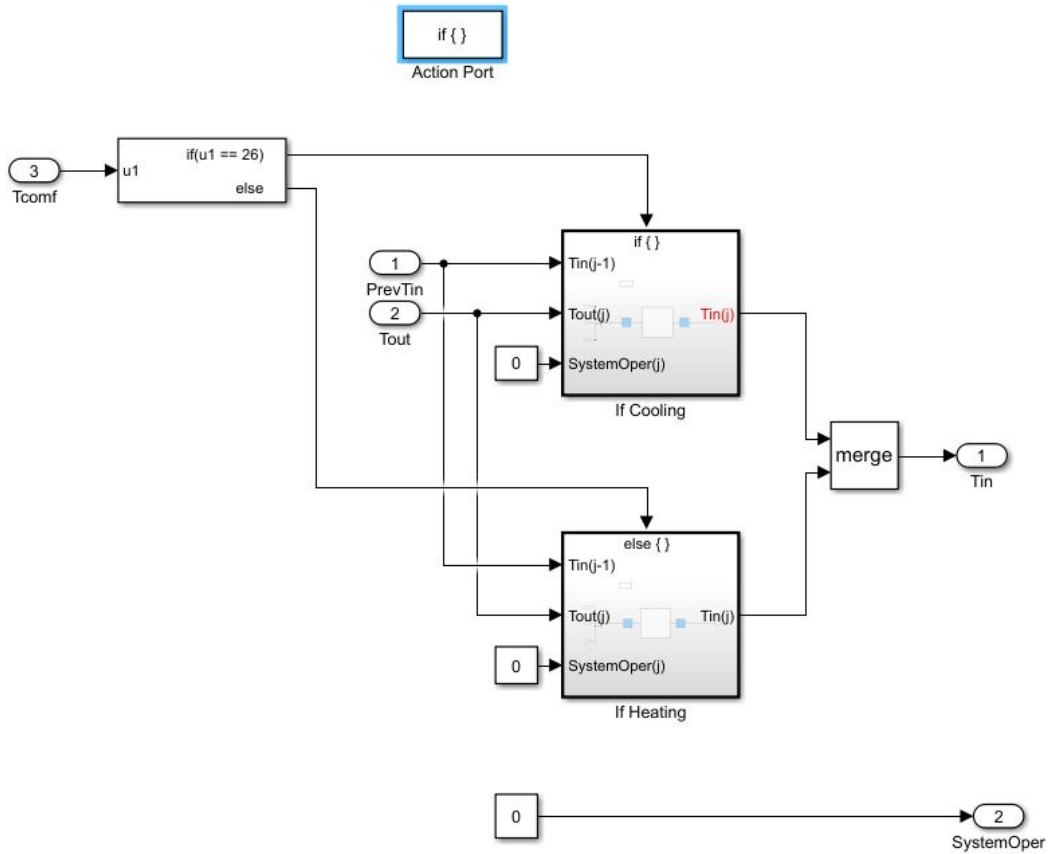 if { }
Action Port
if(u1 == 26)
u1
else
3
Tcomf
if { }
1
Tin(j-1)
PrevTin
2
Tout(j)
Tin(j)
Tout
0
SystemOper(j)
If Cooling
merge
1
Tin
else { }
Tin(j-1)
Tout(j)
Tin(j)
0
SystemOper(j)
If Heating
0
2
SystemOper